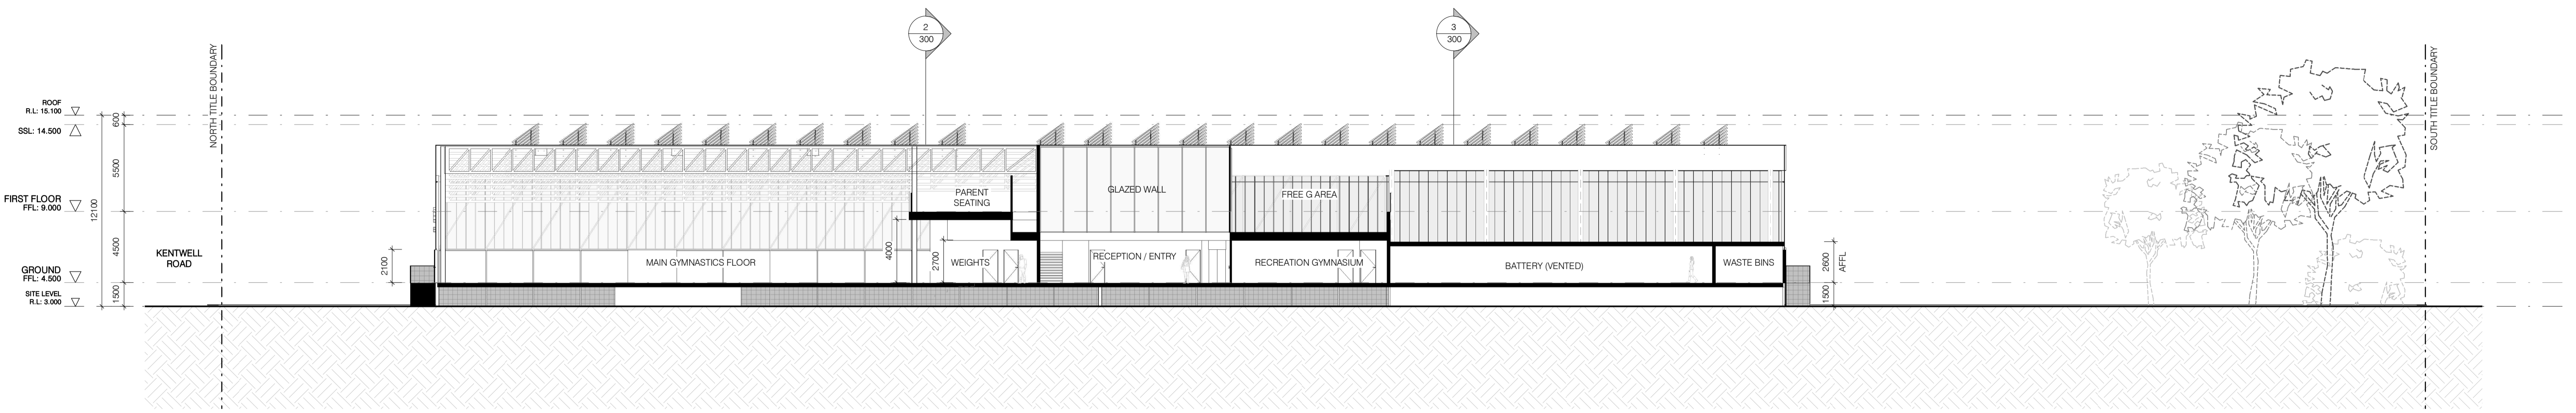 2
300
3
300
NORTH TITLE BOUNDARY
SOUTH TITLE BOUNDARY
ROOF
R.L: 15.100
SSL: 14.500
600
5500
12100
FIRST FLOOR
FFL: 9.000
4500
KENTWELL
ROAD
GROUND
FFL: 4.500
SITE LEVEL
R.L: 3.000
1500
2100
MAIN GYMNASTICS FLOOR
PARENT
SEATING
4000
2700
WEIGHTS
GLAZED WALL
RECEPTION / ENTRY
FREE G AREA
RECREATION GYMNASIUM
BATTERY (VENTED)
WASTE BINS
2600
AFFL
1500